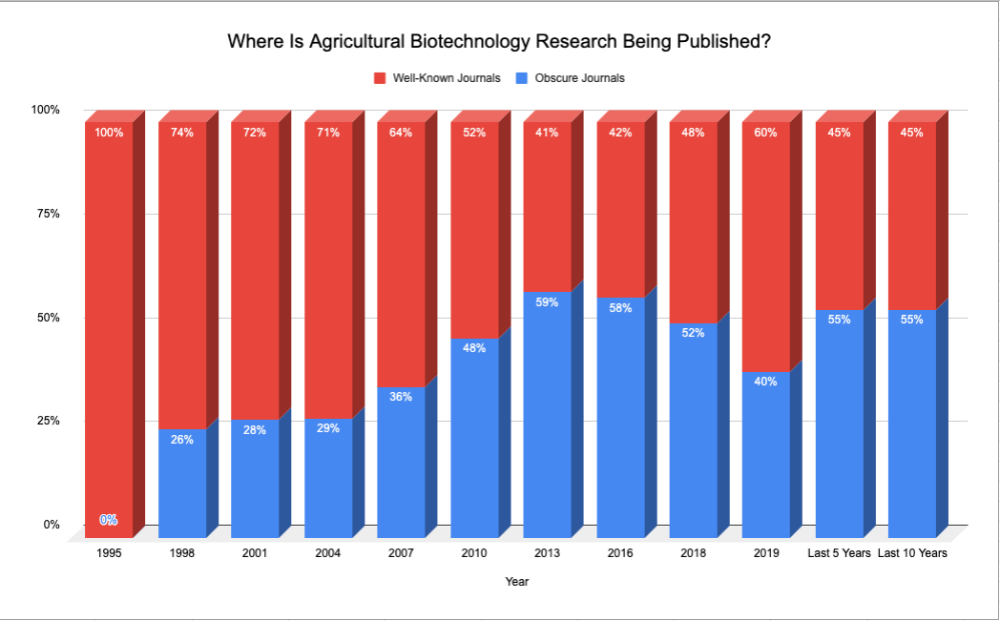 Where Is Agricultural Biotechnology Research Being Published?
Well-Known Journals Obscure Journals
100%
100% 74% 72% 71% 64% 52% 41% 42% 48% 60% 45% 45%
75%
50%
59% 58% 52% 55% 55%
48%
40%
36%
25%
26% 28% 29%
0%
0%
1995 1998 2001 2004 2007 2010 2013 2016 2018 2019 Last 5 Years Last 10 Years
Year